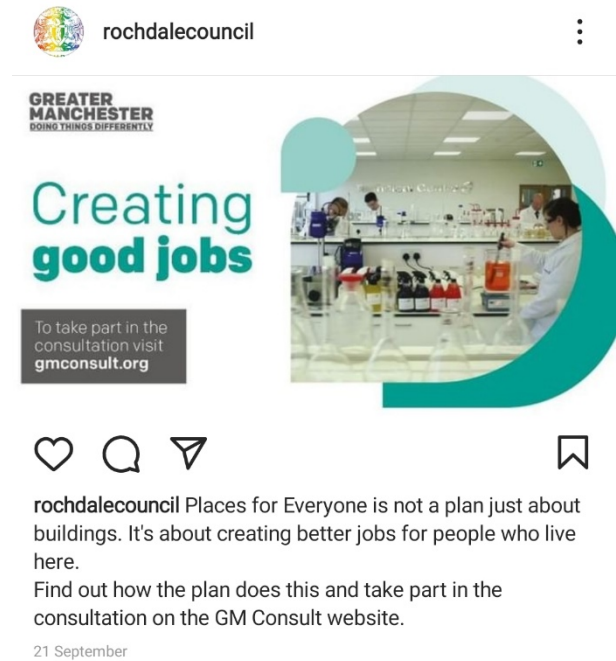 rochdalecouncil
GREATER
MANCHESTER
DOING THINGS DIFFERENTLY
Creating
good jobs
To take part in the
consultation visit
gmconsult.org
rochdalecouncil Places for Everyone is not a plan just about
buildings. It's about creating better jobs for people who live
here.
Find out how the plan does this and take part in the
consultation on the GM Consult website.
21 September